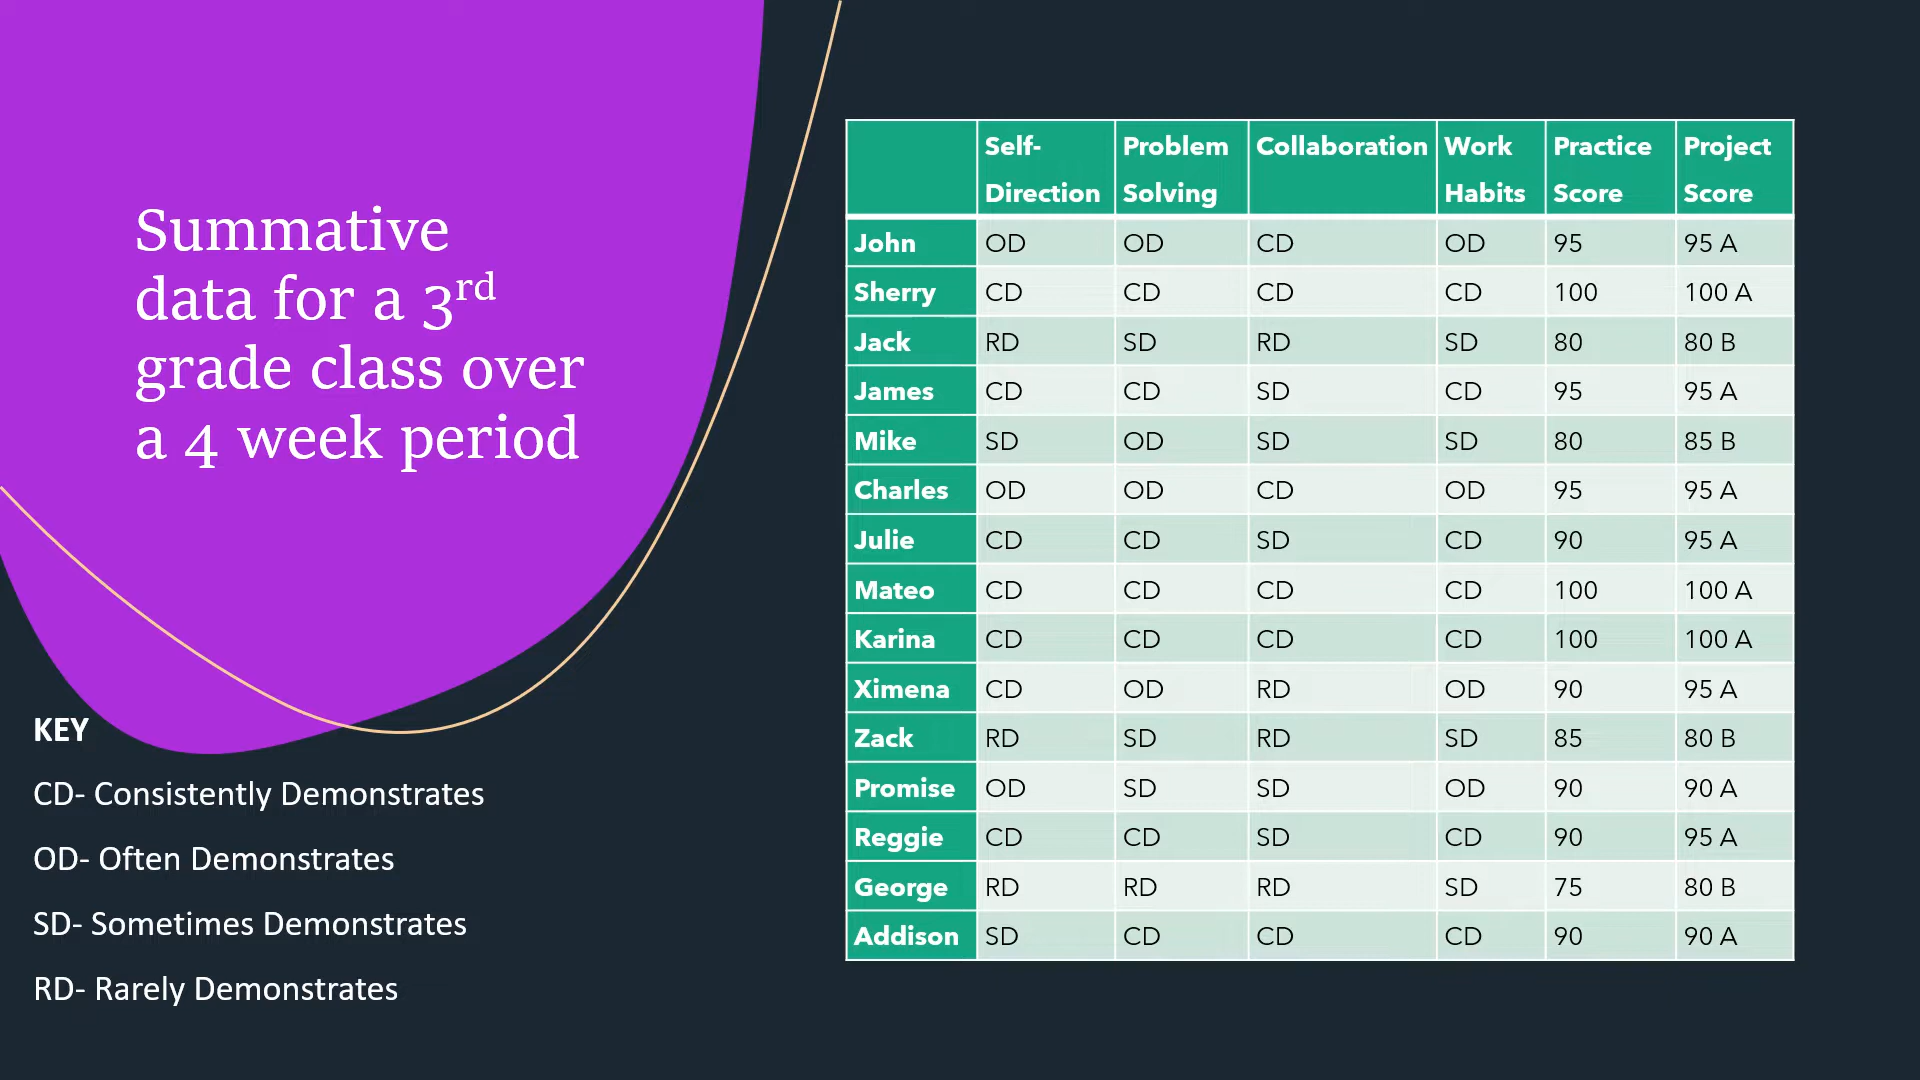 Summative
data for a 3rd
grade class over
a 4 week period
KEY
CD- Consistently Demonstrates
OD- Often Demonstrates
SD- Sometimes Demonstrates
RD- Rarely Demonstrates
Self-Direction Problem Solving Collaboration Work Habits Practice Score Project Score
John OD OD CD OD 95 95 A
Sherry CD CD CD CD 100 100 A
Jack RD SD RD SD 80 80 B
James CD CD SD CD 95 95 A
Mike SD OD SD SD 80 85 B
Charles OD OD CD OD 95 95 A
Julie CD CD SD CD 90 95 A
Mateo CD CD CD CD 100 100 A
Karina CD CD CD CD 100 100 A
Ximena CD OD RD OD 90 95 A
Zack RD SD RD SD 85 80 B
Promise OD SD SD OD 90 90 A
Reggie CD CD SD CD 90 95 A
George RD RD RD SD 75 80 B
Addison SD CD CD CD 90 90 A